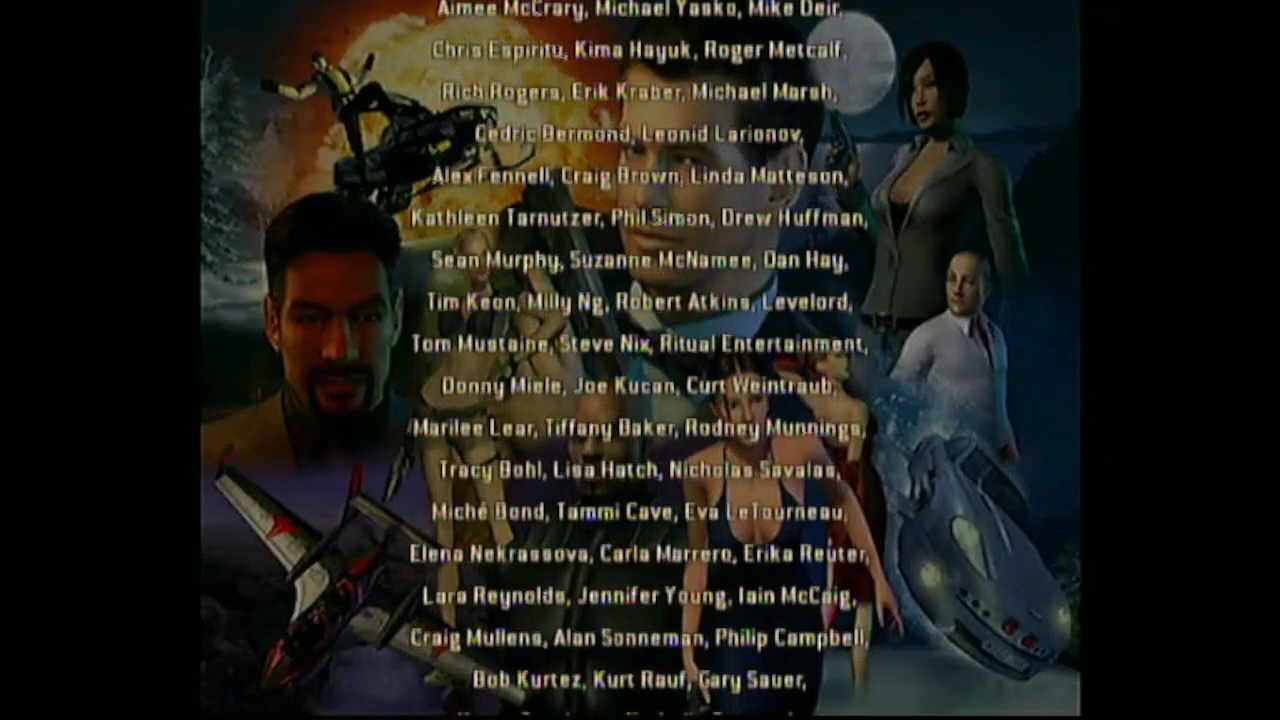 Aimee McCrary, Michael Yasko, Mike Deir,
Chris Espiritu, Kima Hayuk, Roger Metcalf,
Rich Rogers, Erik Kraber, Michael Marsh,
Cedric Bermond, Leonid Larionov,
Alex Fennell, Craig Brown, Linda Matteson,
Kathleen Tarnutzer, Phil Simon, Drew Huffman,
Sean Murphy, Suzanne McNamee, Dan Hay,
Tim Keon, Milly Ng, Robert Atkins, Levelord,
Tom Mustaine, Steve Nix, Ritual Entertainment,
Donny Miele, Joe Kucan, Curt Weintraub,
Marilee Lear, Tiffany Baker, Rodney Munnings,
Tracy Bohl, Lisa Hatch, Nicholas Savalas,
Miché Bond, Tammi Cave, Eva LeTourneau,
Elena Nekrassova, Carla Marrero, Erika Reuter,
Lara Reynolds, Jennifer Young, Iain McCaig,
Craig Mullens, Alan Sonneman, Philip Campbell,
Bob Kurtez, Kurt Rauf, Gary Sauer,